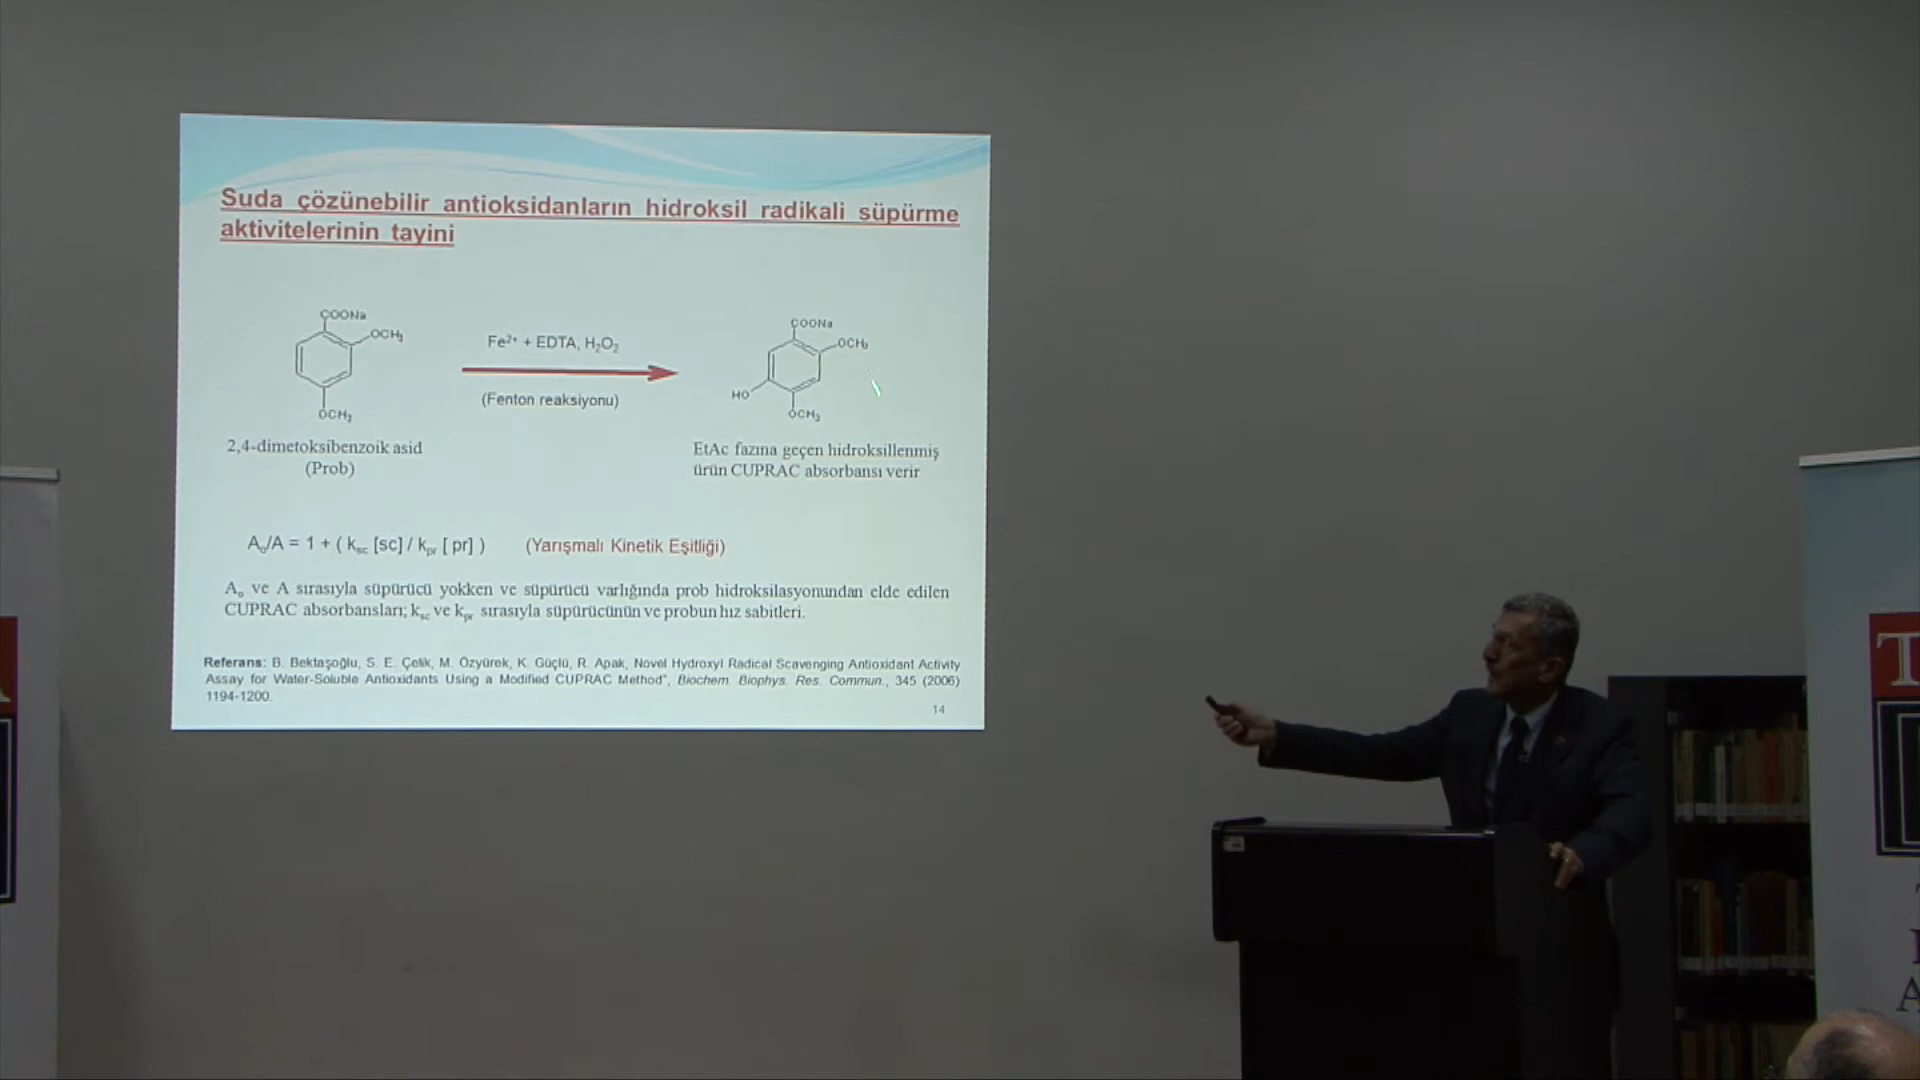 Suda çözünebilir antioksidanların hidroksil radikali süpürme
aktivitelerinin tayini
COONa
OCH₃
OCH₃
2,4-dimetoksibenzoik asid
(Prob)
Fe²⁺ + EDTA, H₂O₂
(Fenton reaksiyonu)
COONa
OCH₃
HO
OCH₃
EtAc fazına geçen hidroksillenmiş
ürün CUPRAC absorbansı verir
A₀/A = 1 + ( kₛc [sc] / kₚᵣ [ pr] ) (Yarışmalı Kinetik Eşitliği)
A₀ ve A sırasıyla süpürücü yokken ve süpürücü varlığında prob hidroksilasyonundan elde edilen
CUPRAC absorbansları; kₛc ve kₚᵣ sırasıyla süpürücünün ve probun hız sabitleri.
Referans: B. Bektaşoğlu, S. E. Çelik, M. Özyürek, K. Güçlü, R. Apak, Novel Hydroxyl Radical Scavenging Antioxidant Activity
Assay for Water-Soluble Antioxidants Using a Modified CUPRAC Method", Biochem. Biophys. Res. Commun., 345 (2006)
1194-1200.
14
T
A